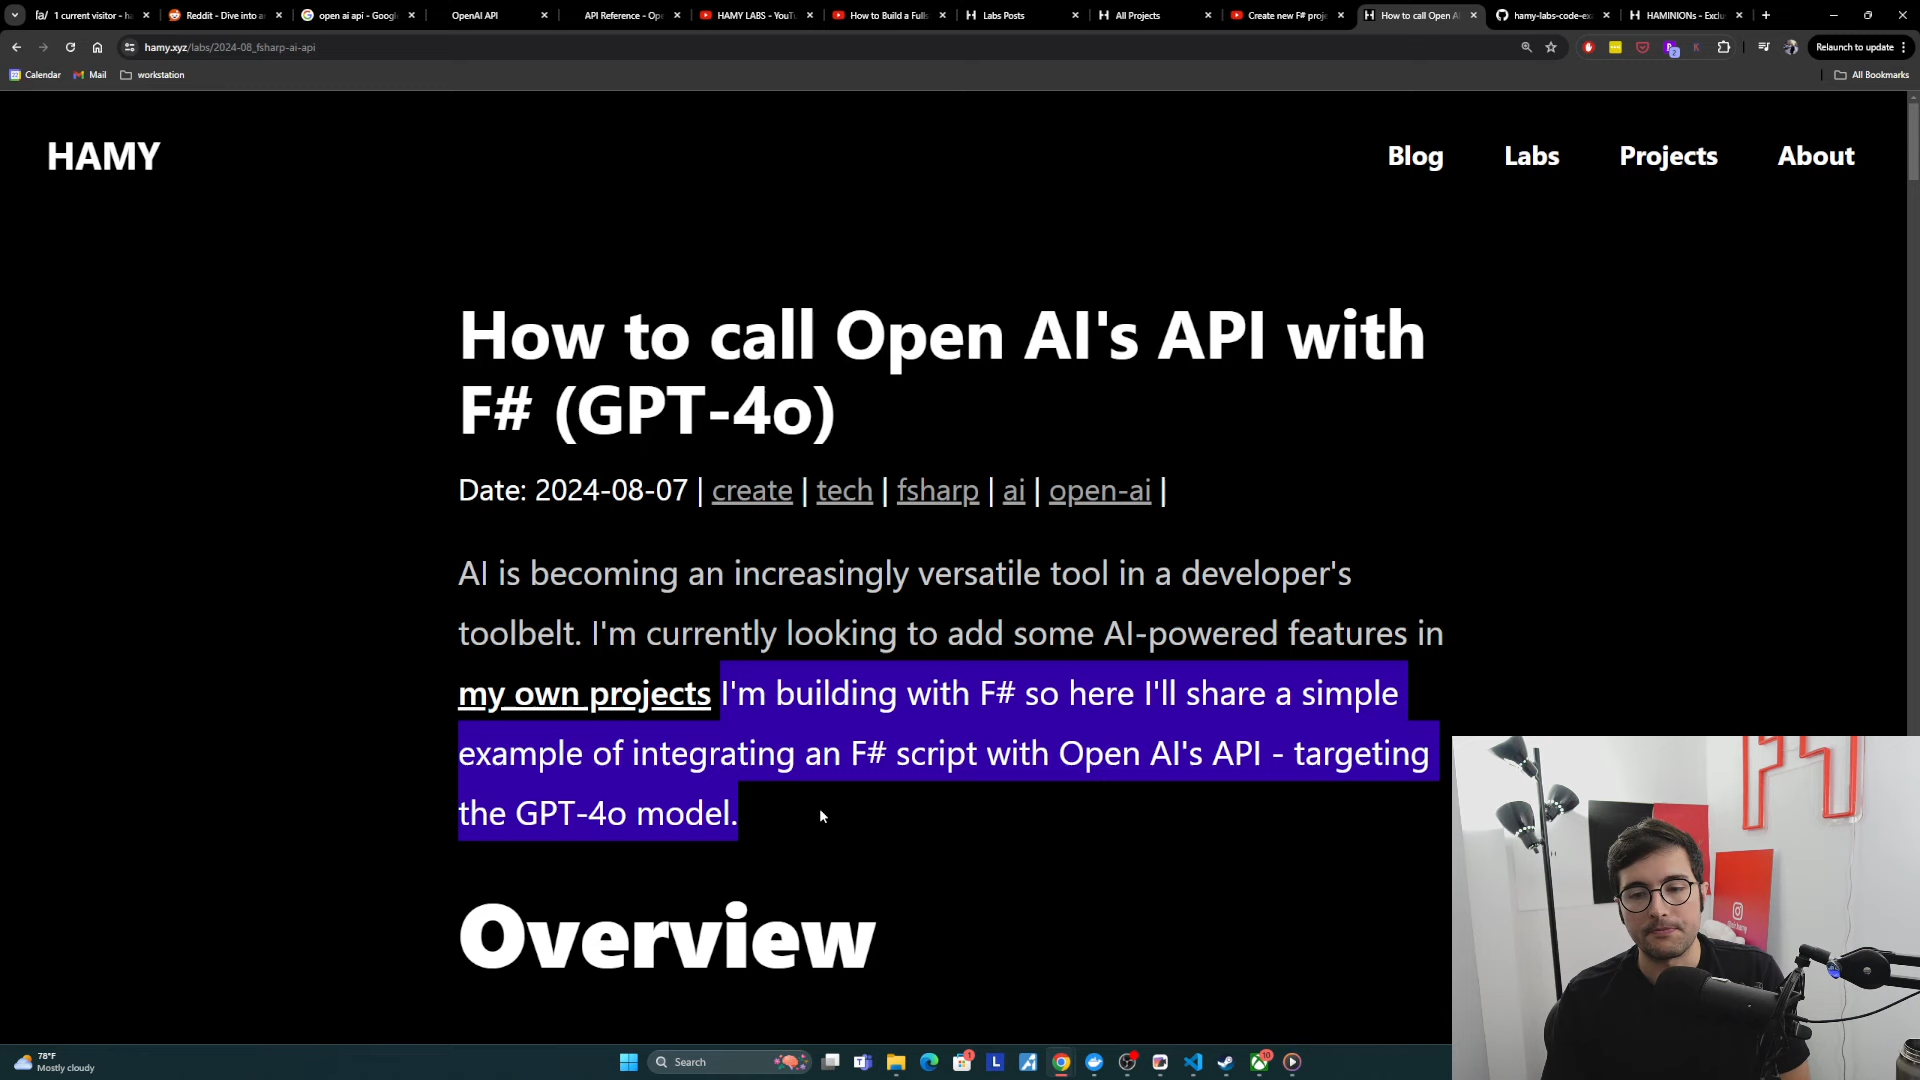 1 current visitor - ha
Reddit - Dive into an
open ai api - Google
OpenAI API
API Reference - Ope
HAMY LABS - YouTu
How to Build a Fulls
Labs Posts
All Projects
Create new F# proje
How to call Open AI
hamy-labs-code-ex
HAMINIONs - Exclu
hamy.xyz/labs/2024-08_fsharp-ai-api
Relaunch to update
Calendar
Mail
workstation
All Bookmarks
HAMY
Blog
Labs
Projects
About
How to call Open AI's API with
F# (GPT-4o)
Date: 2024-08-07 | create | tech | fsharp | ai | open-ai |
AI is becoming an increasingly versatile tool in a developer's
toolbelt. I'm currently looking to add some AI-powered features in
my own projects I'm building with F# so here I'll share a simple
example of integrating an F# script with Open AI's API - targeting
the GPT-4o model.
Overview
78°F
Mostly cloudy
Search